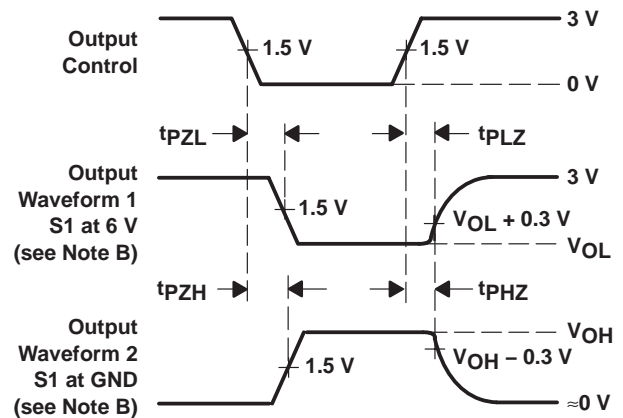 Output
Control
1.5 V
1.5 V
3 V
0 V
tPZL
tPLZ
Output
Waveform 1
S1 at 6 V
(see Note B)
1.5 V
3 V
VOL + 0.3 V
VOL
tPZH
tPHZ
Output
Waveform 2
S1 at GND
(see Note B)
1.5 V
VOH
VOH – 0.3 V
≈0 V